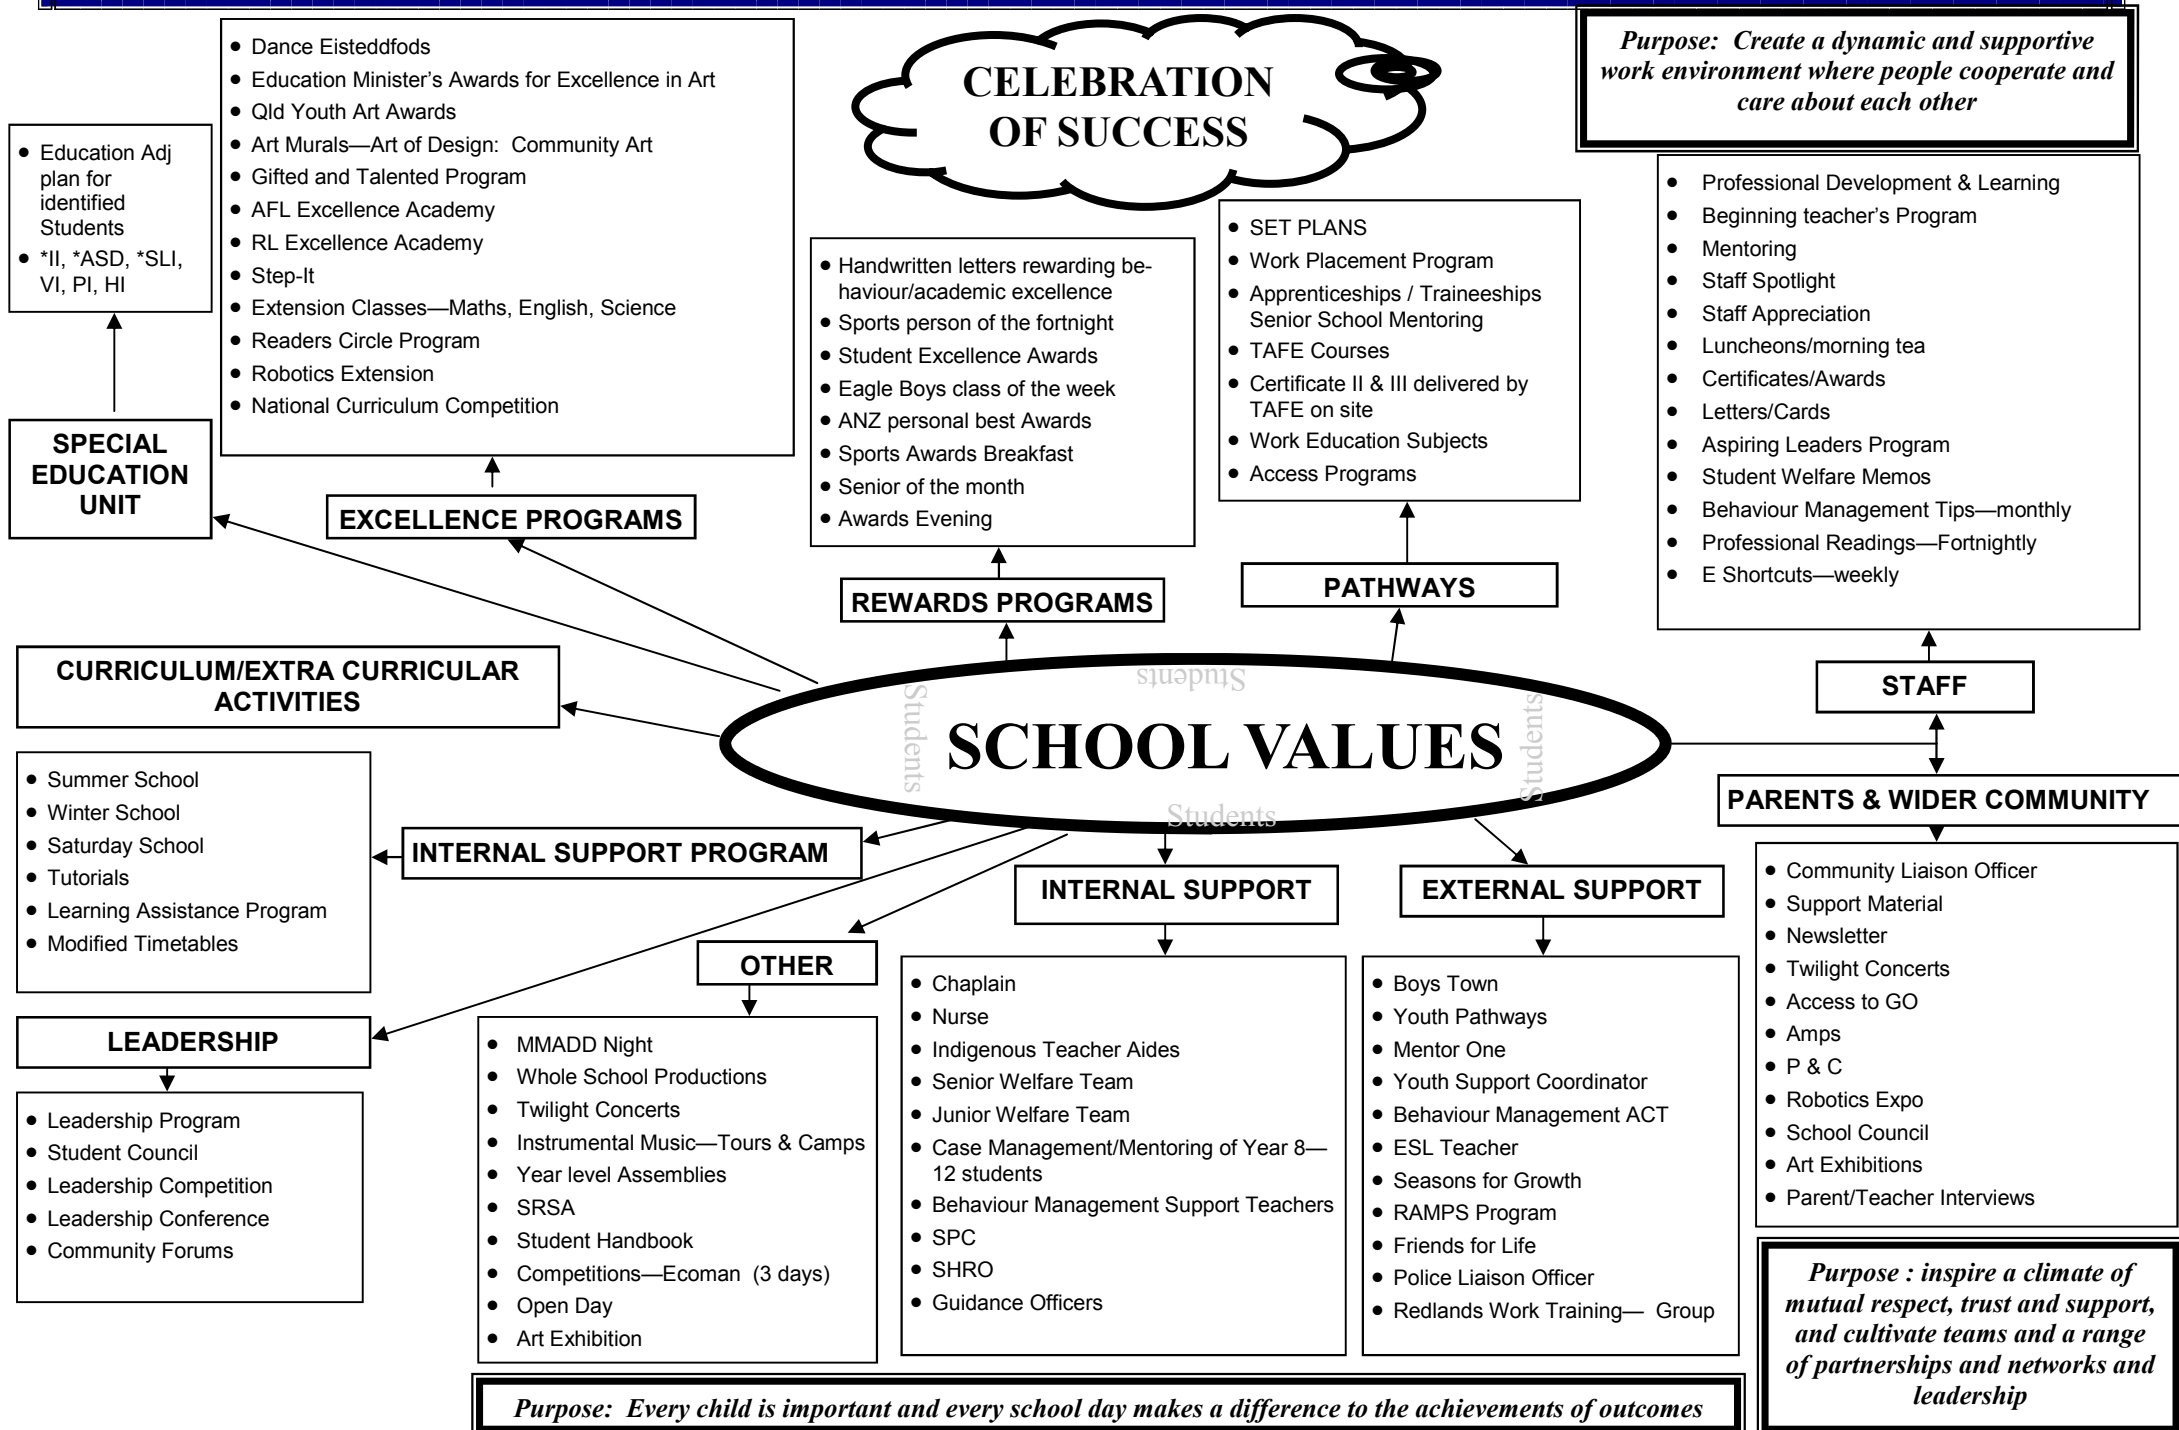 CELEBRATION
OF SUCCESS
Purpose: Create a dynamic and supportive
work environment where people cooperate and
care about each other
• Education Adj
plan for
identified
Students
• *II, *ASD, *SLI,
VI, PI, HI
SPECIAL
EDUCATION
UNIT
• Dance Eisteddfods
• Education Minister's Awards for Excellence in Art
• Qld Youth Art Awards
• Art Murals—Art of Design: Community Art
• Gifted and Talented Program
• AFL Excellence Academy
• RL Excellence Academy
• Step-It
• Extension Classes—Maths, English, Science
• Readers Circle Program
• Robotics Extension
• National Curriculum Competition
EXCELLENCE PROGRAMS
• Handwritten letters rewarding be-
haviour/academic excellence
• Sports person of the fortnight
• Student Excellence Awards
• Eagle Boys class of the week
• ANZ personal best Awards
• Sports Awards Breakfast
• Senior of the month
• Awards Evening
REWARDS PROGRAMS
• SET PLANS
• Work Placement Program
• Apprenticeships / Traineeships
Senior School Mentoring
• TAFE Courses
• Certificate II & III delivered by
TAFE on site
• Work Education Subjects
• Access Programs
PATHWAYS
• Professional Development & Learning
• Beginning teacher's Program
• Mentoring
• Staff Spotlight
• Staff Appreciation
• Luncheons/morning tea
• Certificates/Awards
• Letters/Cards
• Aspiring Leaders Program
• Student Welfare Memos
• Behaviour Management Tips—monthly
• Professional Readings—Fortnightly
• E Shortcuts—weekly
STAFF
CURRICULUM/EXTRA CURRICULAR
ACTIVITIES
Students
Students
SCHOOL VALUES
Students
Students
• Summer School
• Winter School
• Saturday School
• Tutorials
• Learning Assistance Program
• Modified Timetables
INTERNAL SUPPORT PROGRAM
LEADERSHIP
• Leadership Program
• Student Council
• Leadership Competition
• Leadership Conference
• Community Forums
OTHER
• MMADD Night
• Whole School Productions
• Twilight Concerts
• Instrumental Music—Tours & Camps
• Year level Assemblies
• SRSA
• Student Handbook
• Competitions—Ecoman (3 days)
• Open Day
• Art Exhibition
INTERNAL SUPPORT
• Chaplain
• Nurse
• Indigenous Teacher Aides
• Senior Welfare Team
• Junior Welfare Team
• Case Management/Mentoring of Year 8—
12 students
• Behaviour Management Support Teachers
• SPC
• SHRO
• Guidance Officers
EXTERNAL SUPPORT
• Boys Town
• Youth Pathways
• Mentor One
• Youth Support Coordinator
• Behaviour Management ACT
• ESL Teacher
• Seasons for Growth
• RAMPS Program
• Friends for Life
• Police Liaison Officer
• Redlands Work Training— Group
PARENTS & WIDER COMMUNITY
• Community Liaison Officer
• Support Material
• Newsletter
• Twilight Concerts
• Access to GO
• Amps
• P & C
• Robotics Expo
• School Council
• Art Exhibitions
• Parent/Teacher Interviews
Purpose : inspire a climate of
mutual respect, trust and support,
and cultivate teams and a range
of partnerships and networks and
leadership
Purpose: Every child is important and every school day makes a difference to the achievements of outcomes